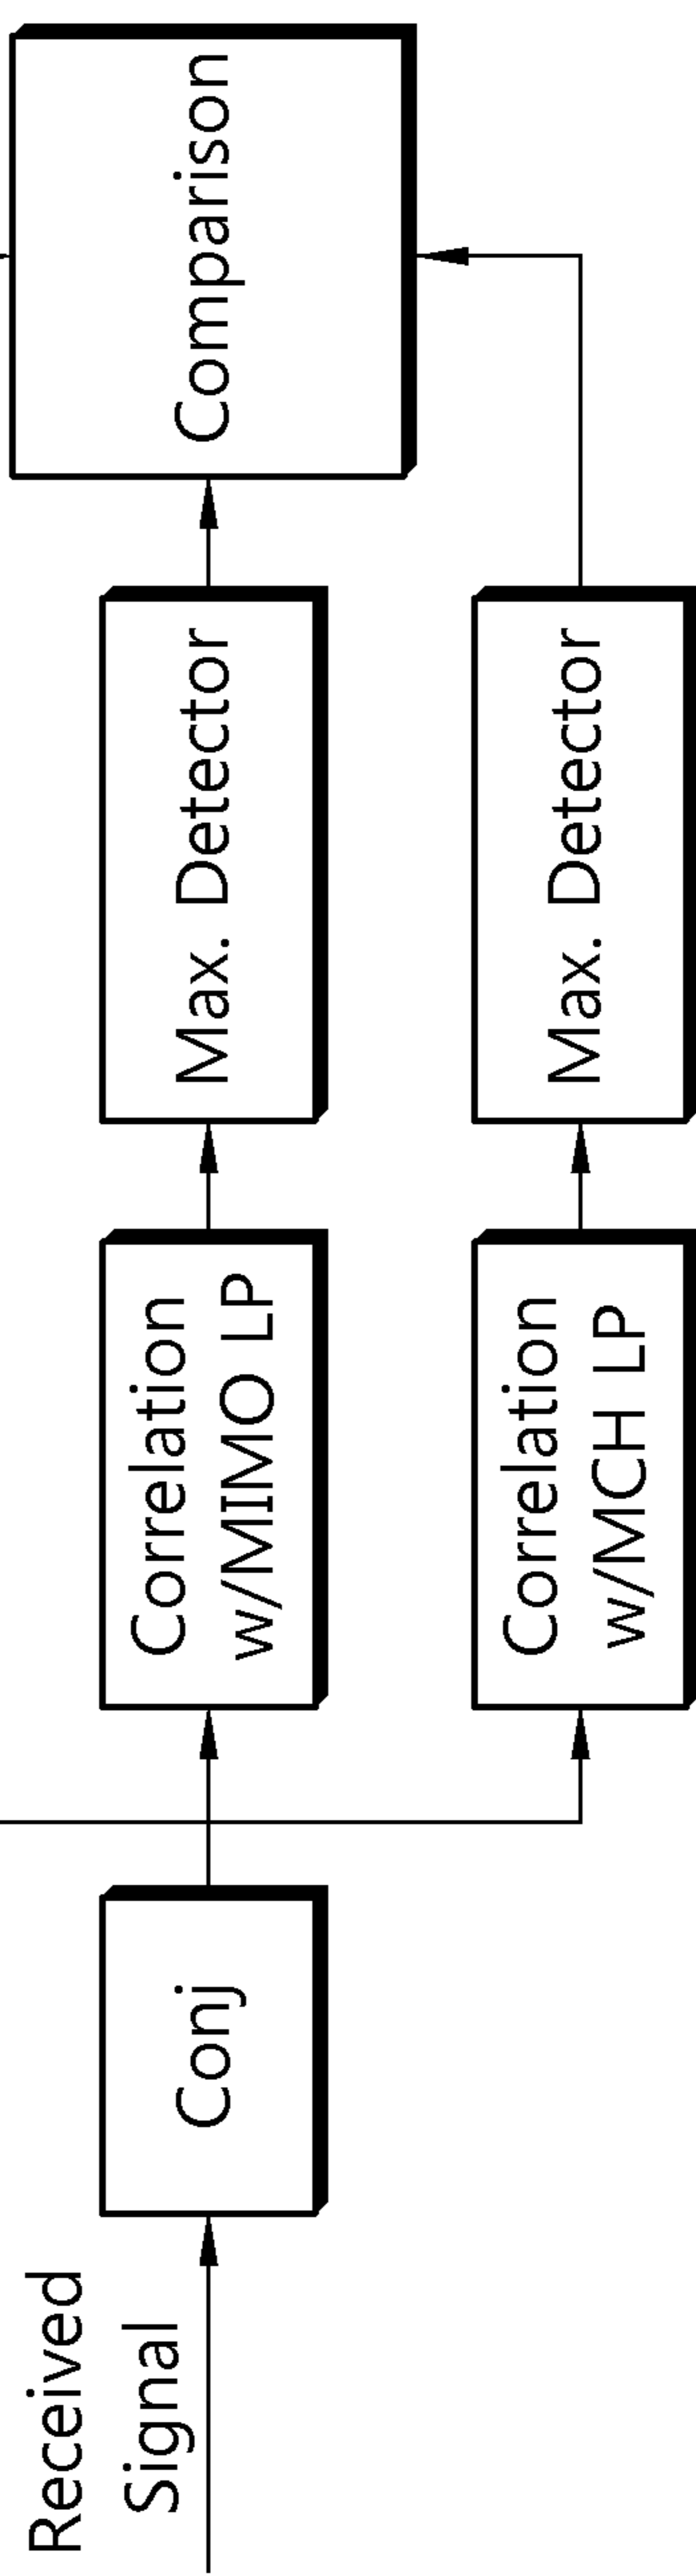 Received
Signal
Conj
Correlation
w/MIMO LP
Max. Detector
Comparison
Correlation
w/MCH LP
Max. Detector